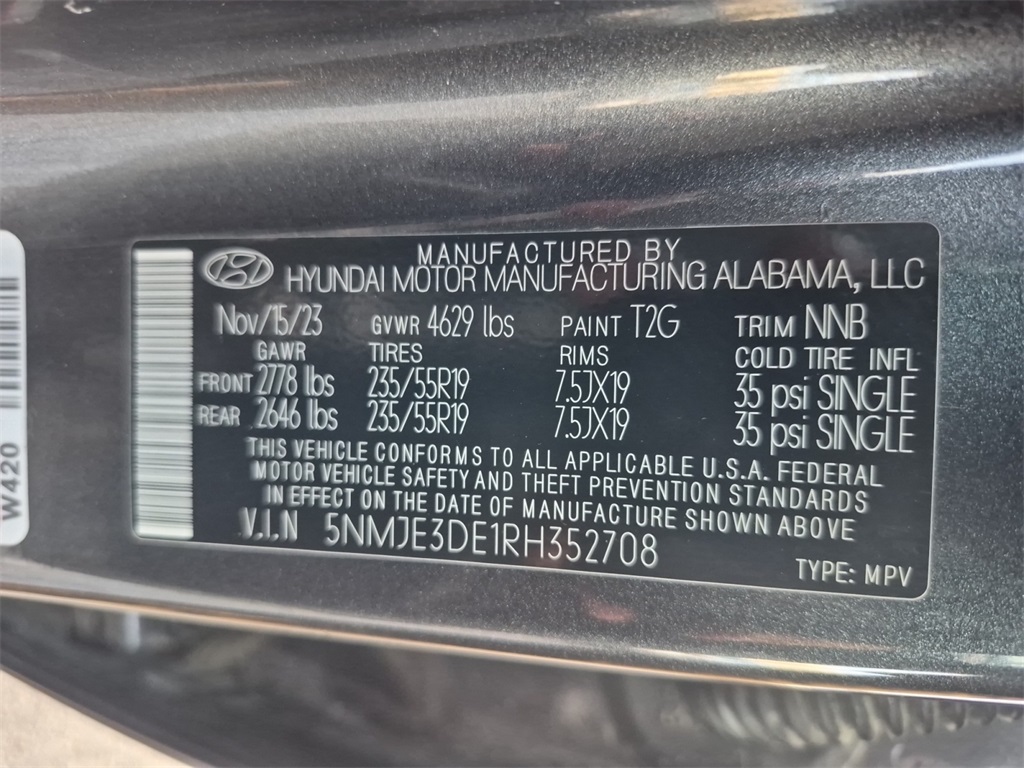 MANUFACTURED BY
HYUNDAI MOTOR MANUFACTURING ALABAMA, LLC
Nov/15/23 GVWR 4629 lbs PAINT T2G TRIM NNB
GAWR TIRES RIMS COLD TIRE INFL
FRONT 2778 lbs 235/55R19 7.5JX19 35 psi SINGLE
REAR 2646 lbs 235/55R19 7.5JX19 35 psi SINGLE
THIS VEHICLE CONFORMS TO ALL APPLICABLE U.S.A. FEDERAL
MOTOR VEHICLE SAFETY AND THEFT PREVENTION STANDARDS
IN EFFECT ON THE DATE OF MANUFACTURE SHOWN ABOVE
V.I.N 5NMJE3DE1RH352708
TYPE: MPV
W420